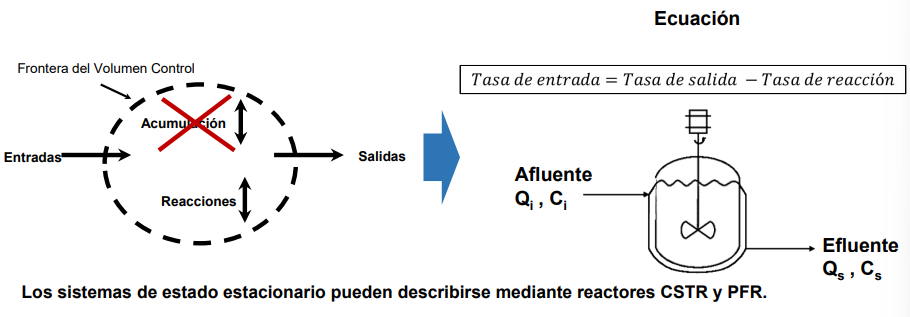 Ecuación
Frontera del Volumen Control
Tasa de entrada = Tasa de salida − Tasa de reacción
Acumulación
Entradas
Salidas
Reacciones
Afluente
Qi , Ci
Efluente
Qs , Cs
Los sistemas de estado estacionario pueden describirse mediante reactores CSTR y PFR.